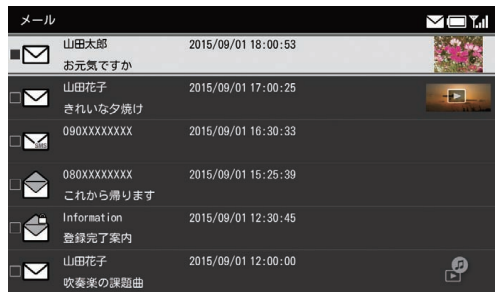 メール
山田太郎 2015/09/01 18:00:53
お元気ですか
山田花子 2015/09/01 17:00:25
きれいな夕焼け
090XXXXXXXX 2015/09/01 16:30:33
SMS
080XXXXXXXX 2015/09/01 15:25:39
これから帰ります
Information 2015/09/01 12:30:45
登録完了案内
山田花子 2015/09/01 12:00:00
吹奏楽の課題曲